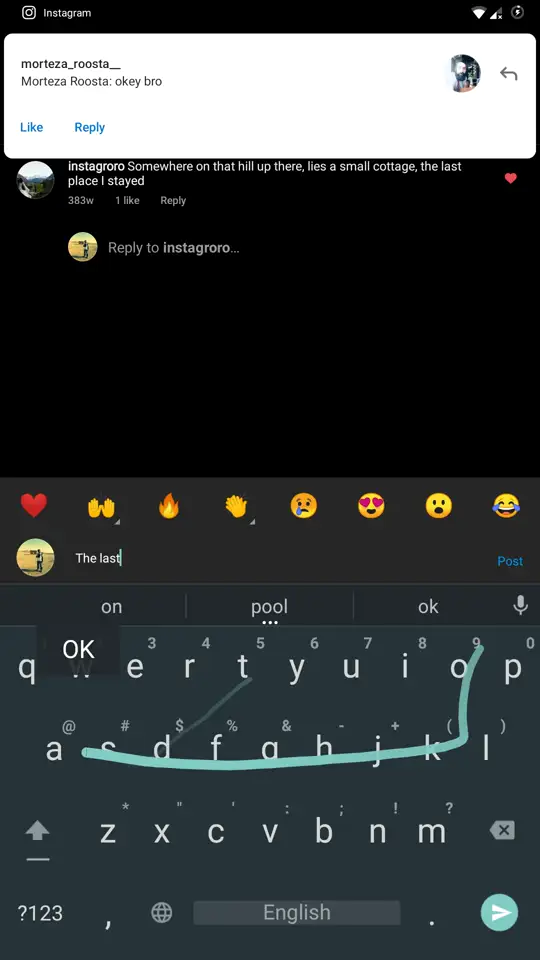 Instagram
morteza_roosta__
Morteza Roosta: okey bro
Like Reply
instagroro Somewhere on that hill up there, lies a small cottage, the last
place I stayed
383w 1 like Reply
Reply to instagroro...
The last
Post
on pool ok
OK
3 4 5 6 7 8 9 0
q w e r t y u i o p
@ # $ % & - + ( )
a s d f g h j k l
* " ' : ; ! ?
z x c v b n m
?123 , English .